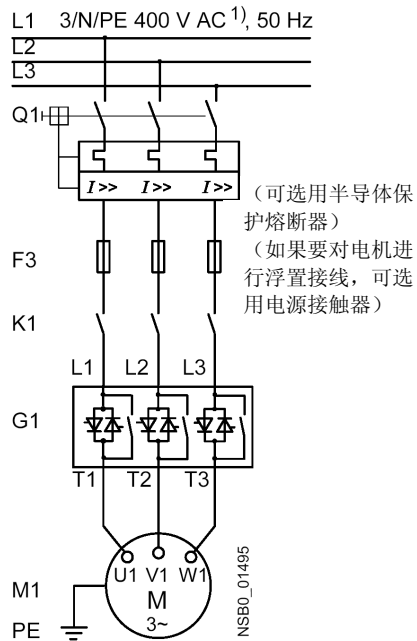 L1 3/N/PE 400 V AC 1), 50 Hz
L2
L3
Q1
I>> I>> I>>
（可选用半导体保
护熔断器）
F3
（如果要对电机进
行浮置接线，可选
用电源接触器）
K1
L1 L2 L3
G1
T1 T2 T3
U1 V1 W1
M1
M
3~
PE
NSB0_01495